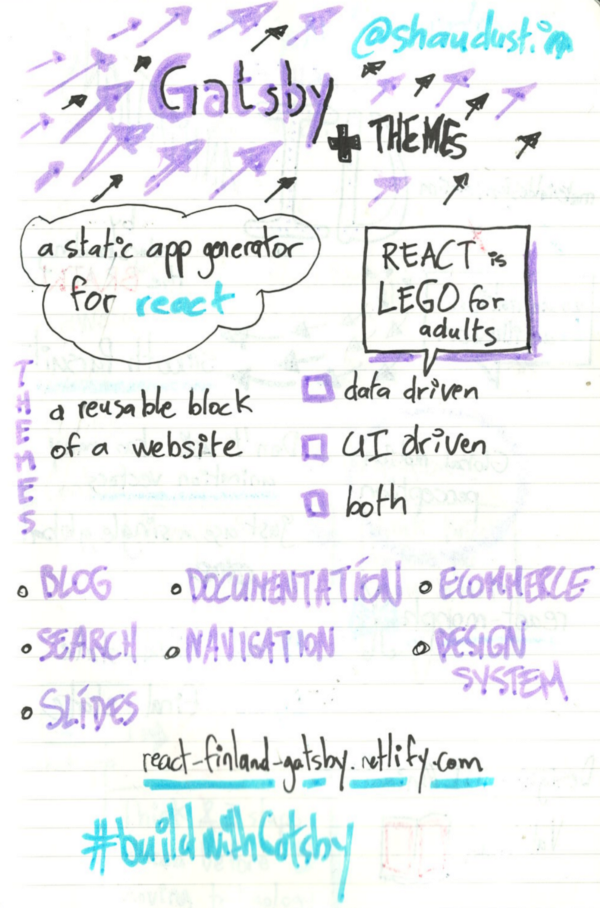 @shaudustin
Gatsby
+ THEMES
a static app generator
for react
REACT is
LEGO for
adults
THEMES
a reusable block
of a website
data driven
UI driven
both
BLOG
DOCUMENTATION
ECOMMERCE
SEARCH
NAVIGATION
DESIGN
SYSTEM
SLIDES
react-finland-gatsby.netlify.com
#buildwithGatsby